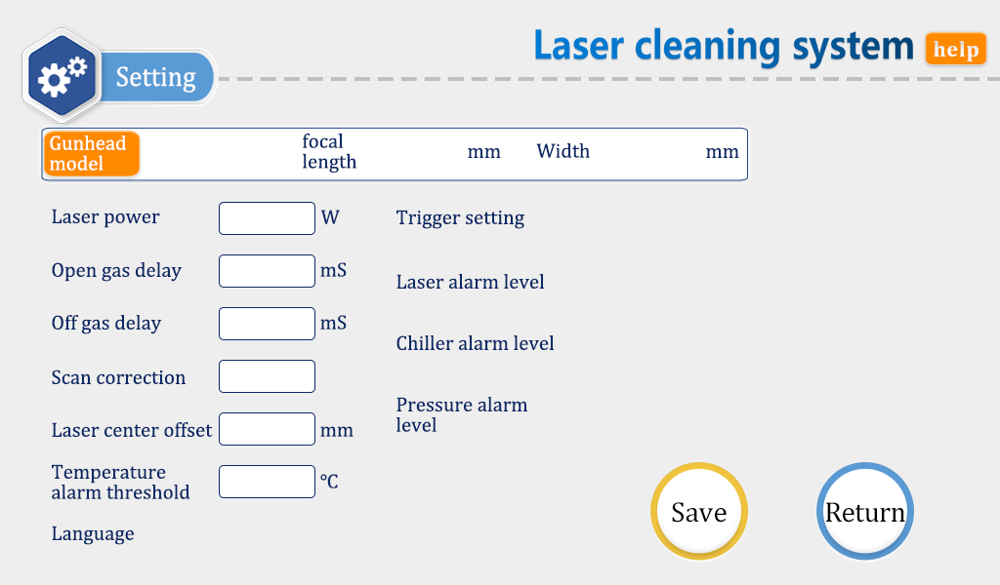 Laser cleaning system
help
Setting
Gunhead
model
focal
length
mm
Width
mm
Laser power
W
Trigger setting
Open gas delay
mS
Laser alarm level
Off gas delay
mS
Chiller alarm level
Scan correction
Pressure alarm
level
Laser center offset
mm
Temperature
alarm threshold
°C
Language
Save
Return